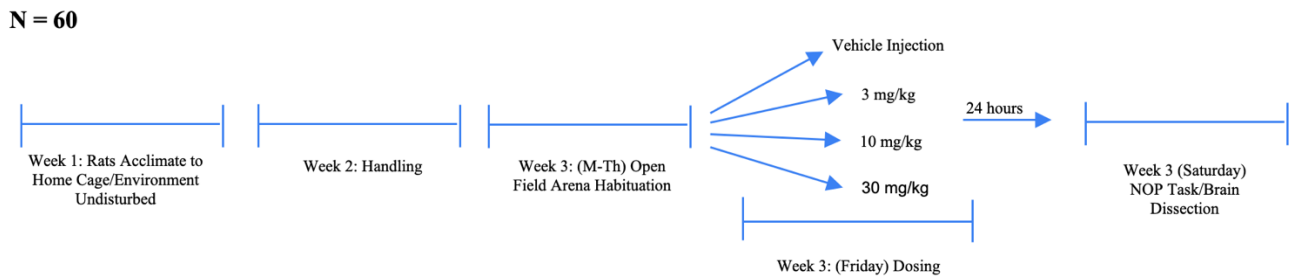 N = 60
Week 1: Rats Acclimate to
Home Cage/Environment
Undisturbed
Week 2: Handling
Week 3: (M-Th) Open
Field Arena Habituation
Vehicle Injection
3 mg/kg
10 mg/kg
30 mg/kg
Week 3: (Friday) Dosing
24 hours
Week 3 (Saturday)
NOP Task/Brain
Dissection